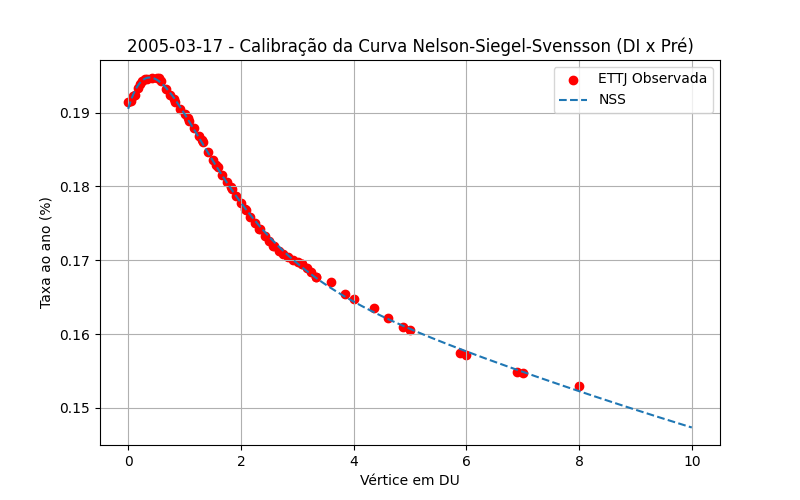 2005-03-17 - Calibração da Curva Nelson-Siegel-Svensson (DI x Pré)
ETTJ Observada
NSS
Taxa ao ano (%)
0.19
0.18
0.17
0.16
0.15
0 2 4 6 8 10
Vértice em DU